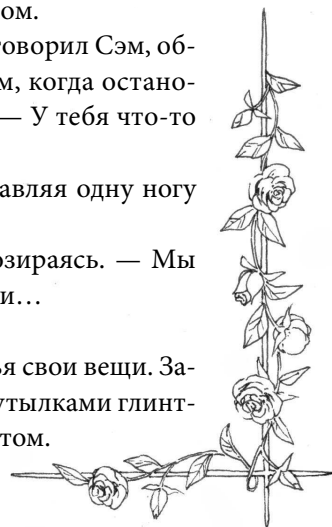 ом.
говорил Сэм, об-
м, когда остано-
— У тебя что-то
авляя одну ногу
озираясь. — Мы
и…
ья свои вещи. За-
утылками глинт-
том.